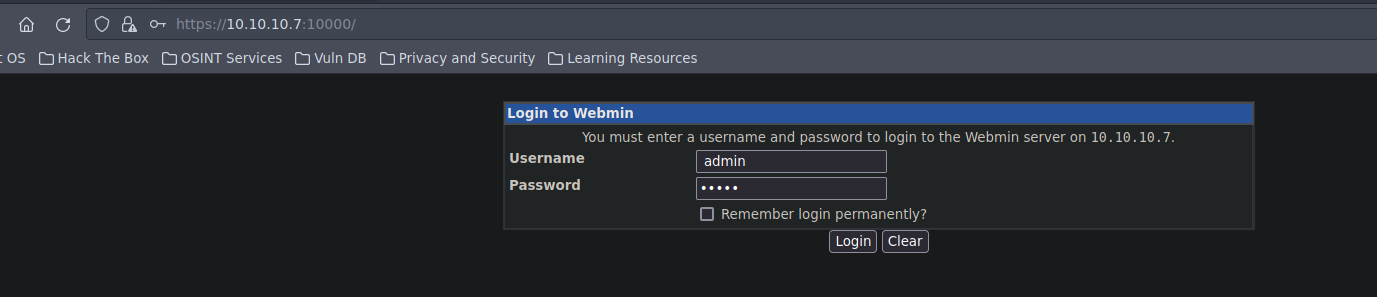 https://10.10.10.7:10000/
t OS Hack The Box OSINT Services Vuln DB Privacy and Security Learning Resources
Login to Webmin
You must enter a username and password to login to the Webmin server on 10.10.10.7.
Username admin
Password •••••
Remember login permanently?
Login Clear